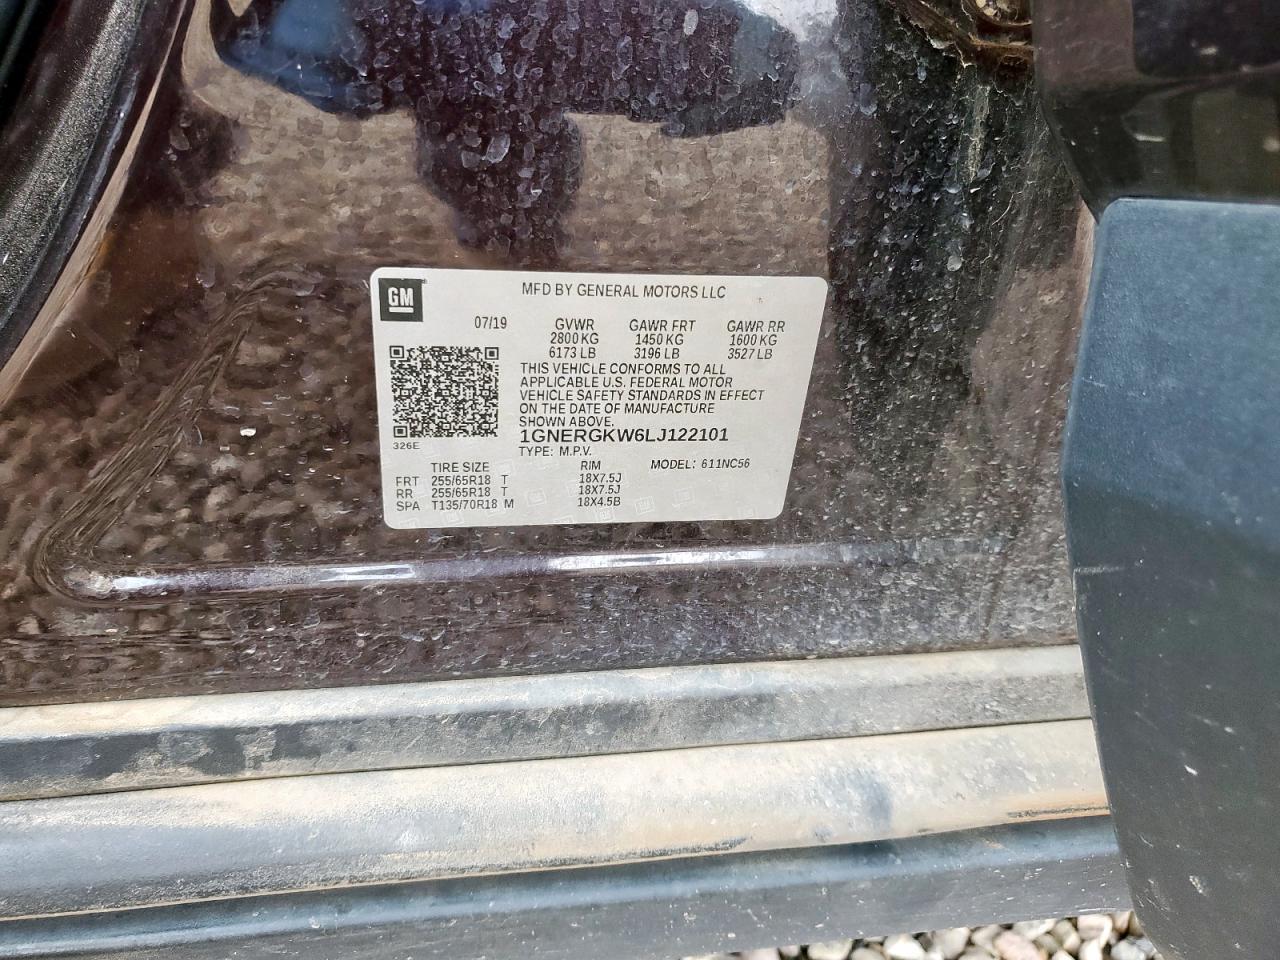 GM
MFD BY GENERAL MOTORS LLC
07/19 GVWR GAWR FRT GAWR RR
2800 KG 1450 KG 1600 KG
6173 LB 3196 LB 3527 LB
THIS VEHICLE CONFORMS TO ALL
APPLICABLE U.S. FEDERAL MOTOR
VEHICLE SAFETY STANDARDS IN EFFECT
ON THE DATE OF MANUFACTURE
SHOWN ABOVE.
326E
1GNERGKW6LJ122101
TYPE: M.P.V. MODEL: 611NC56
TIRE SIZE RIM
FRT 255/65R18 T 18X7.5J
RR 255/65R18 T 18X7.5J
SPA T135/70R18 M 18X4.5B